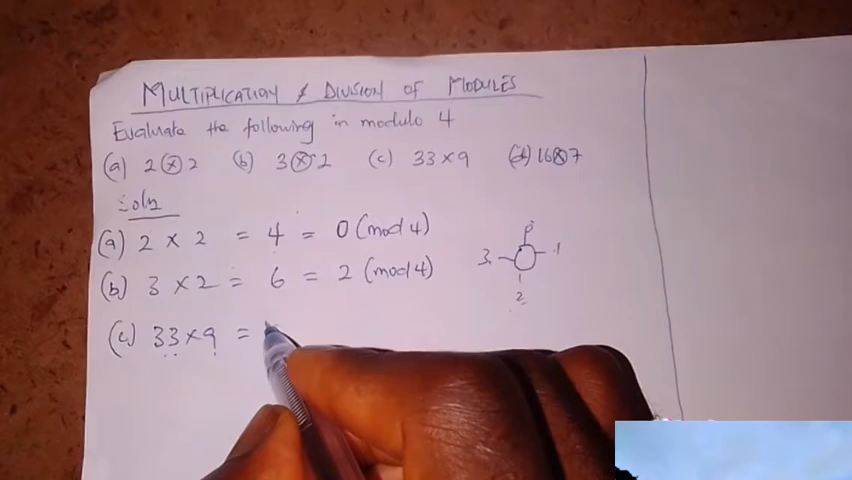 MULTIPLICATION & DIVISION OF MODULES
Evaluate the following in modulo 4
(a) 2 ⊗ 2 (b) 3 ⊗ 2 (c) 33 × 9 (d) 16 ⊗ 7
Soln
(a) 2 × 2 = 4 = 0 (mod 4)
(b) 3 × 2 = 6 = 2 (mod 4)
(c) 33 × 9 =
0
3 1
2